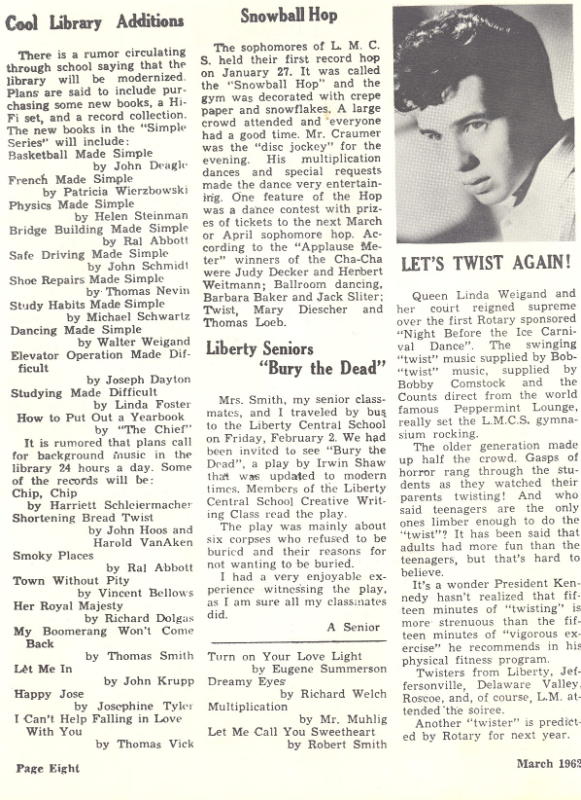 Cool Library Additions
There is a rumor circulating
through school saying that the
library will be modernized.
Plans are said to include pur-
chasing some new books, a Hi-
Fi set, and a record collection.
The new books in the "Simple
Series" will include:
Basketball Made Simple
by John Deagle
French Made Simple
by Patricia Wierzbowski
Physics Made Simple
by Helen Steinman
Bridge Building Made Simple
by Ral Abbott
Safe Driving Made Simple
by John Schmidt
Shoe Repairs Made Simple
by Thomas Nevin
Study Habits Made Simple
by Michael Schwartz
Dancing Made Simple
by Walter Weigand
Elevator Operation Made Dif-
ficult
by Joseph Dayton
Studying Made Difficult
by Linda Foster
How to Put Out a Yearbook
by "The Chief"
It is rumored that plans call
for background music in the
library 24 hours a day. Some
of the records will be:
Chip, Chip
by Harriett Schleiermacher
Shortening Bread Twist
by John Hoos and
Harold VanAken
Smoky Places
by Ral Abbott
Town Without Pity
by Vincent Bellows
Her Royal Majesty
by Richard Dolgas
My Boomerang Won't Come
Back
by Thomas Smith
Let Me In
by John Krupp
Happy Jose
by Josephine Tyler
I Can't Help Falling in Love
With You
by Thomas Vick
Snowball Hop
The sophomores of L. M. C.
S. held their first record hop
on January 27. It was called
the "Snowball Hop" and the
gym was decorated with crepe
paper and snowflakes. A large
crowd attended and everyone
had a good time. Mr. Craumer
was the "disc jockey" for the
evening. His multiplication
dances and special requests
made the dance very entertain-
ing. One feature of the Hop
was a dance contest with priz-
es of tickets to the next March
or April sophomore hop. Ac-
cording to the "Applause Me-
ter" winners of the Cha-Cha
were Judy Decker and Herbert
Weitmann; Ballroom dancing,
Barbara Baker and Jack Sliter;
Twist, Mary Diescher and
Thomas Loeb.
Liberty Seniors
"Bury the Dead"
Mrs. Smith, my senior class-
mates, and I traveled by bus
to the Liberty Central School
on Friday, February 2. We had
been invited to see "Bury the
Dead", a play by Irwin Shaw
that was updated to modern
times. Members of the Liberty
Central School Creative Writ-
ing Class read the play.
The play was mainly about
six corpses who refused to be
buried and their reasons for
not wanting to be buried.
I had a very enjoyable ex-
perience witnessing the play,
as I am sure all my classmates
did.
A Senior
Turn on Your Love Light
by Eugene Summerson
Dreamy Eyes
by Richard Welch
Multiplication
by Mr. Muhlig
Let Me Call You Sweetheart
by Robert Smith
LET'S TWIST AGAIN!
Queen Linda Weigand and
her court reigned supreme
over the first Rotary sponsored
"Night Before the Ice Carni-
val Dance". The swinging
"twist" music supplied by Bob-
"twist" music, supplied by
Bobby Comstock and the
Counts direct from the world
famous Peppermint Lounge,
really set the L.M.C.S. gymna-
sium rocking.
The older generation made
up half the crowd. Gasps of
horror rang through the stu-
dents as they watched their
parents twisting! And who
said teenagers are the only
ones limber enough to do the
"twist"? It has been said that
adults had more fun than the
teenagers, but that's hard to
believe.
It's a wonder President Ken-
nedy hasn't realized that fif-
teen minutes of "twisting" is
more strenuous than the fif-
teen minutes of "vigorous ex-
ercise" he recommends in his
physical fitness program.
Twisters from Liberty, Jef-
fersonville, Delaware Valley,
Roscoe, and, of course, L.M. at-
tended the soiree.
Another "twister" is predict-
ed by Rotary for next year.
Page Eight
March 1962